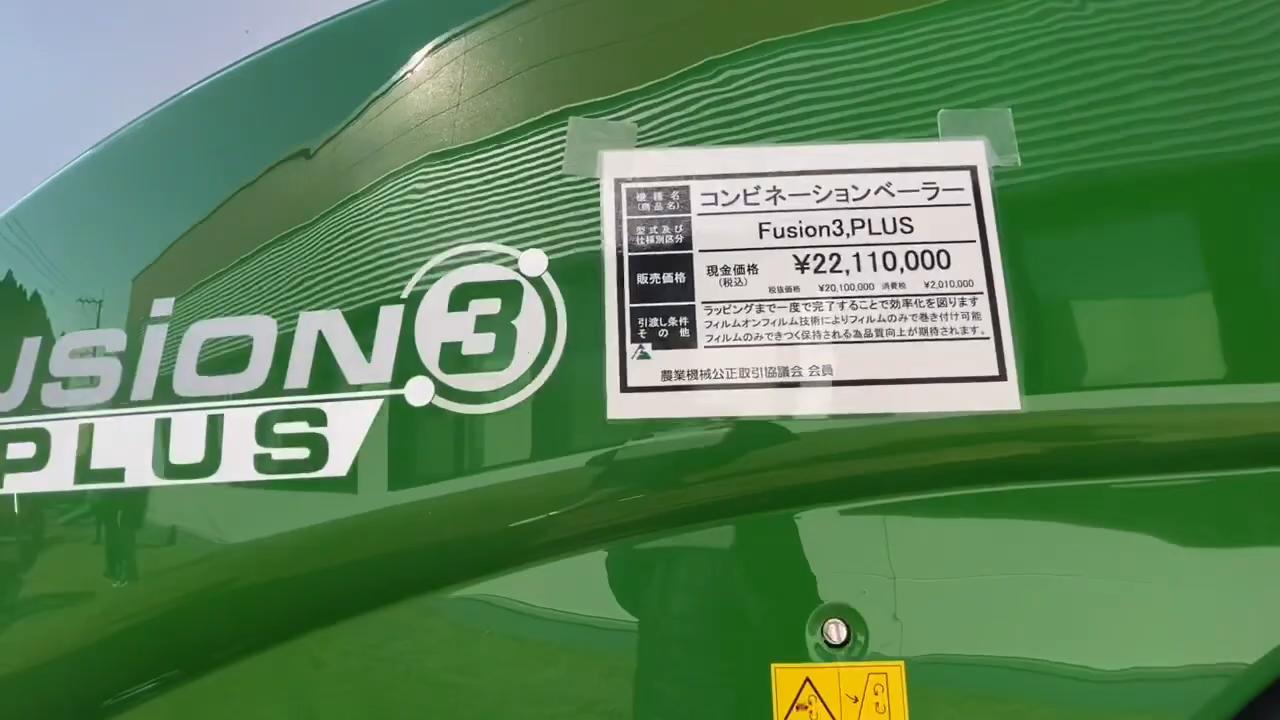 FUSION 3
PLUS
機種名
(商品名)
コンビネーションベーラー
型式及び
仕様別区分
Fusion3,PLUS
販売価格
現金価格
(税込)
¥22,110,000
税抜価格 ¥20,100,000 消費税 ¥2,010,000
引渡し条件
その他
ラッピングまで一度で完了することで効率化を図ります
フィルムオンフィルム技術によりフィルムのみで巻き付け可能
フィルムのみできつく保持される為品質向上が期待されます。
農業機械公正取引協議会 会員